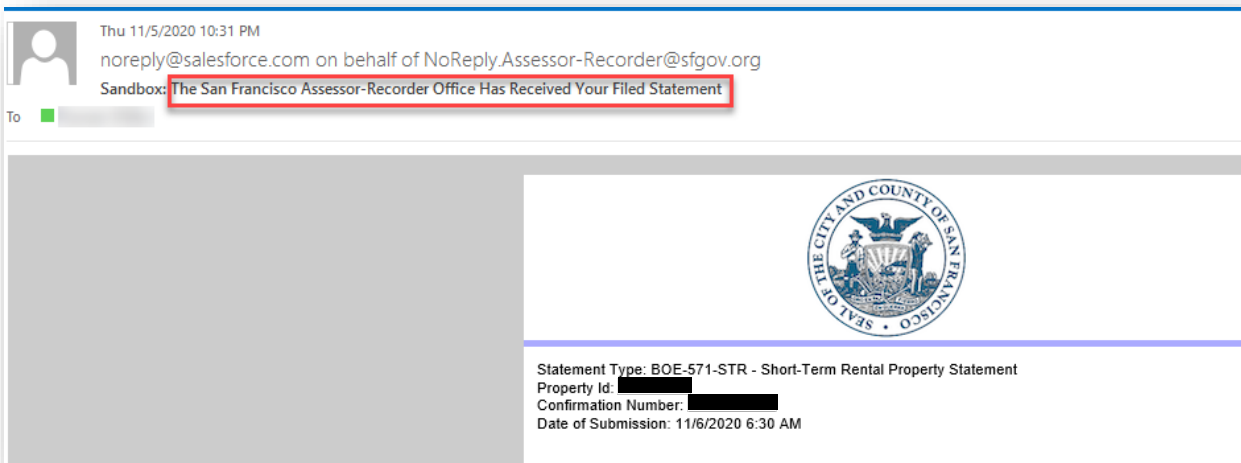 Thu 11/5/2020 10:31 PM
noreply@salesforce.com on behalf of NoReply.Assessor-Recorder@sfgov.org
Sandbox: The San Francisco Assessor-Recorder Office Has Received Your Filed Statement
To
SEAL OF THE CITY AND COUNTY OF SAN FRANCISCO
Statement Type: BOE-571-STR - Short-Term Rental Property Statement
Property Id:
Confirmation Number:
Date of Submission: 11/6/2020 6:30 AM